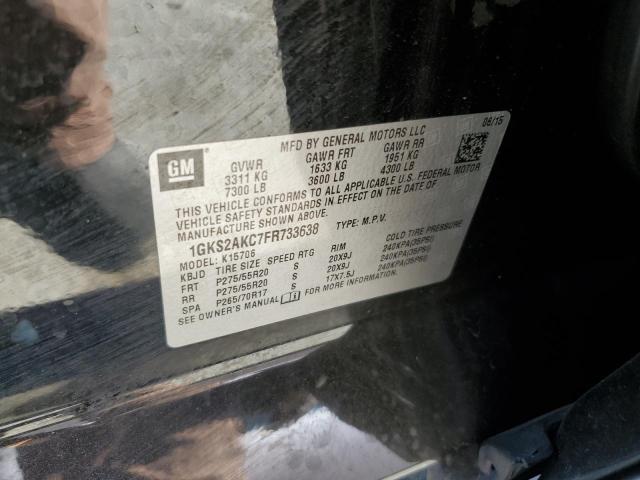 MFD BY GENERAL MOTORS LLC 08/15
GM
GVWR GAWR FRT GAWR RR
3311 KG 1633 KG 1951 KG
7300 LB 3600 LB 4300 LB
THIS VEHICLE CONFORMS TO ALL APPLICABLE U.S. FEDERAL MOTOR
VEHICLE SAFETY STANDARDS IN EFFECT ON THE DATE OF
MANUFACTURE SHOWN ABOVE.
1GKS2AKC7FR733638 TYPE: M.P.V.
MODEL: K15706
KBJD TIRE SIZE SPEED RTG RIM COLD TIRE PRESSURE
FRT P275/55R20 S 20X9J 240KPA(35PSI)
RR P275/55R20 S 20X9J 240KPA(35PSI)
SPA P265/70R17 S 17X7.5J 240KPA(35PSI)
SEE OWNER'S MANUAL FOR MORE INFORMATION.